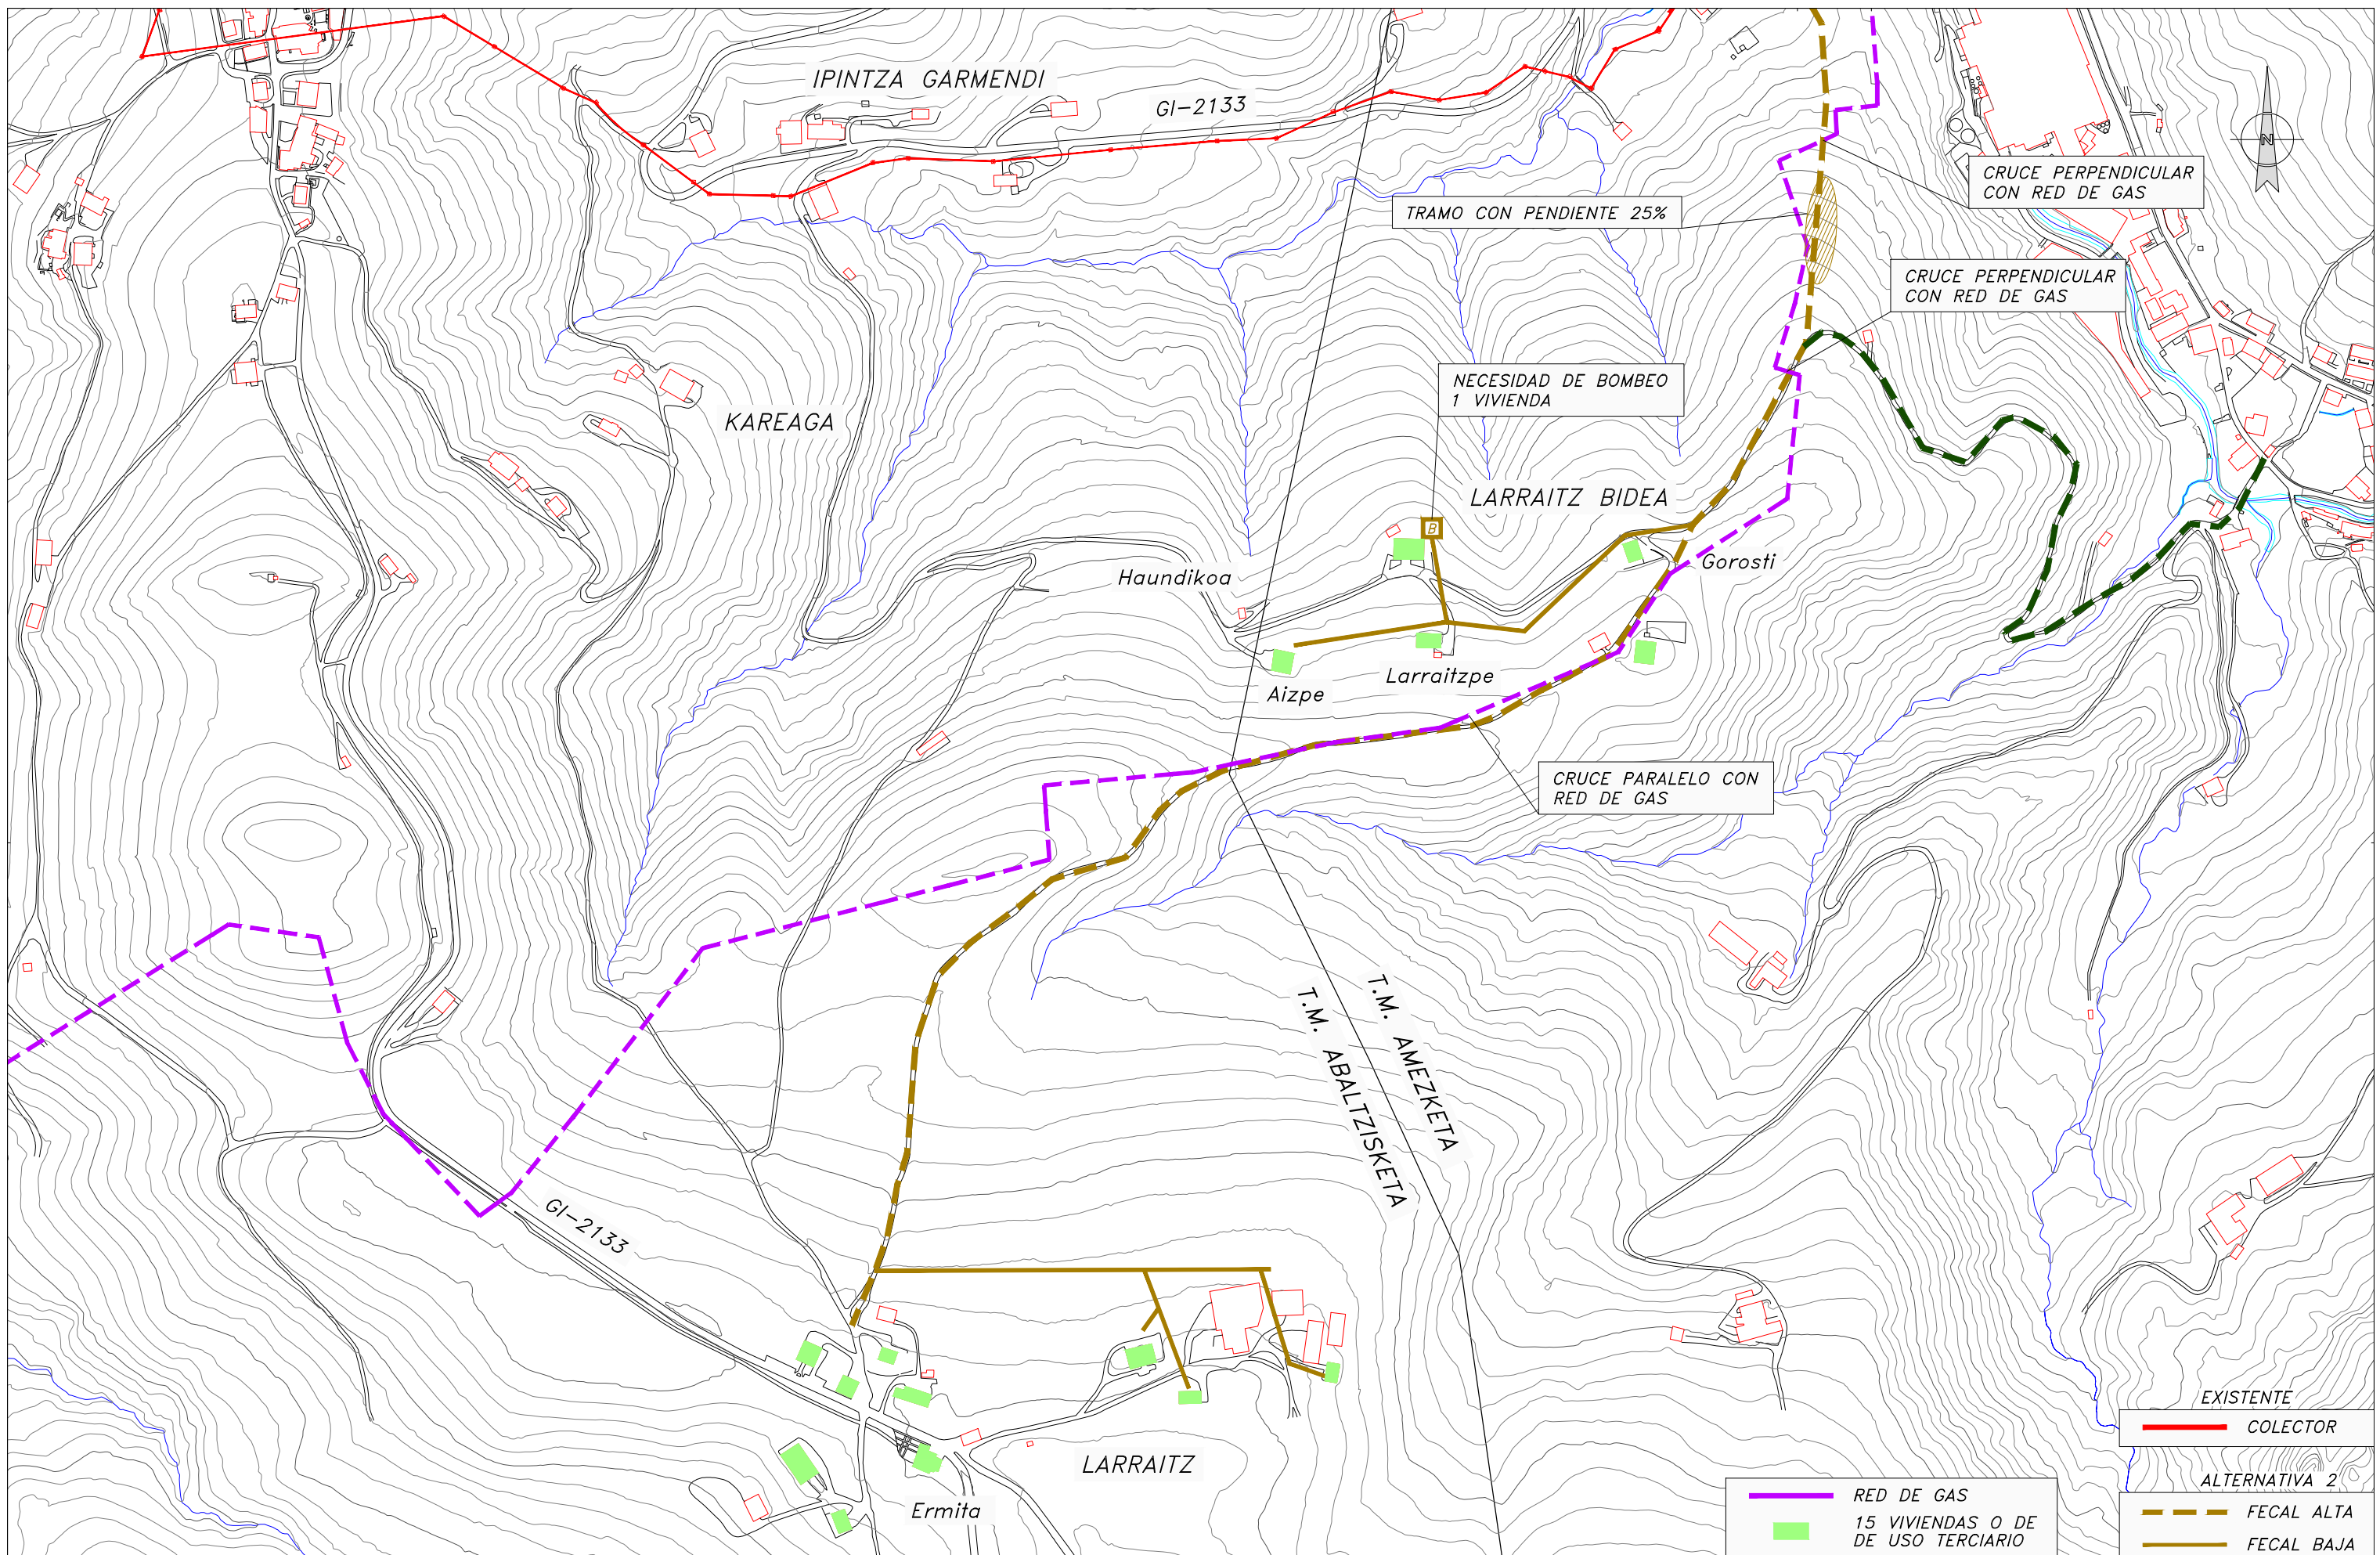 IPINTZA GARMENDI
GI-2133
N
CRUCE PERPENDICULAR
CON RED DE GAS
TRAMO CON PENDIENTE 25%
CRUCE PERPENDICULAR
CON RED DE GAS
NECESIDAD DE BOMBEO
1 VIVIENDA
KAREAGA
LARRAITZ BIDEA
B
Gorosti
Haundikoa
Larraitzpe
Aizpe
CRUCE PARALELO CON
RED DE GAS
T.M. AMEZKETA
T.M. ABALTZISKETA
GI-2133
LARRAITZ
Ermita
EXISTENTE
COLECTOR
ALTERNATIVA 2
FECAL ALTA
FECAL BAJA
RED DE GAS
15 VIVIENDAS O DE
DE USO TERCIARIO